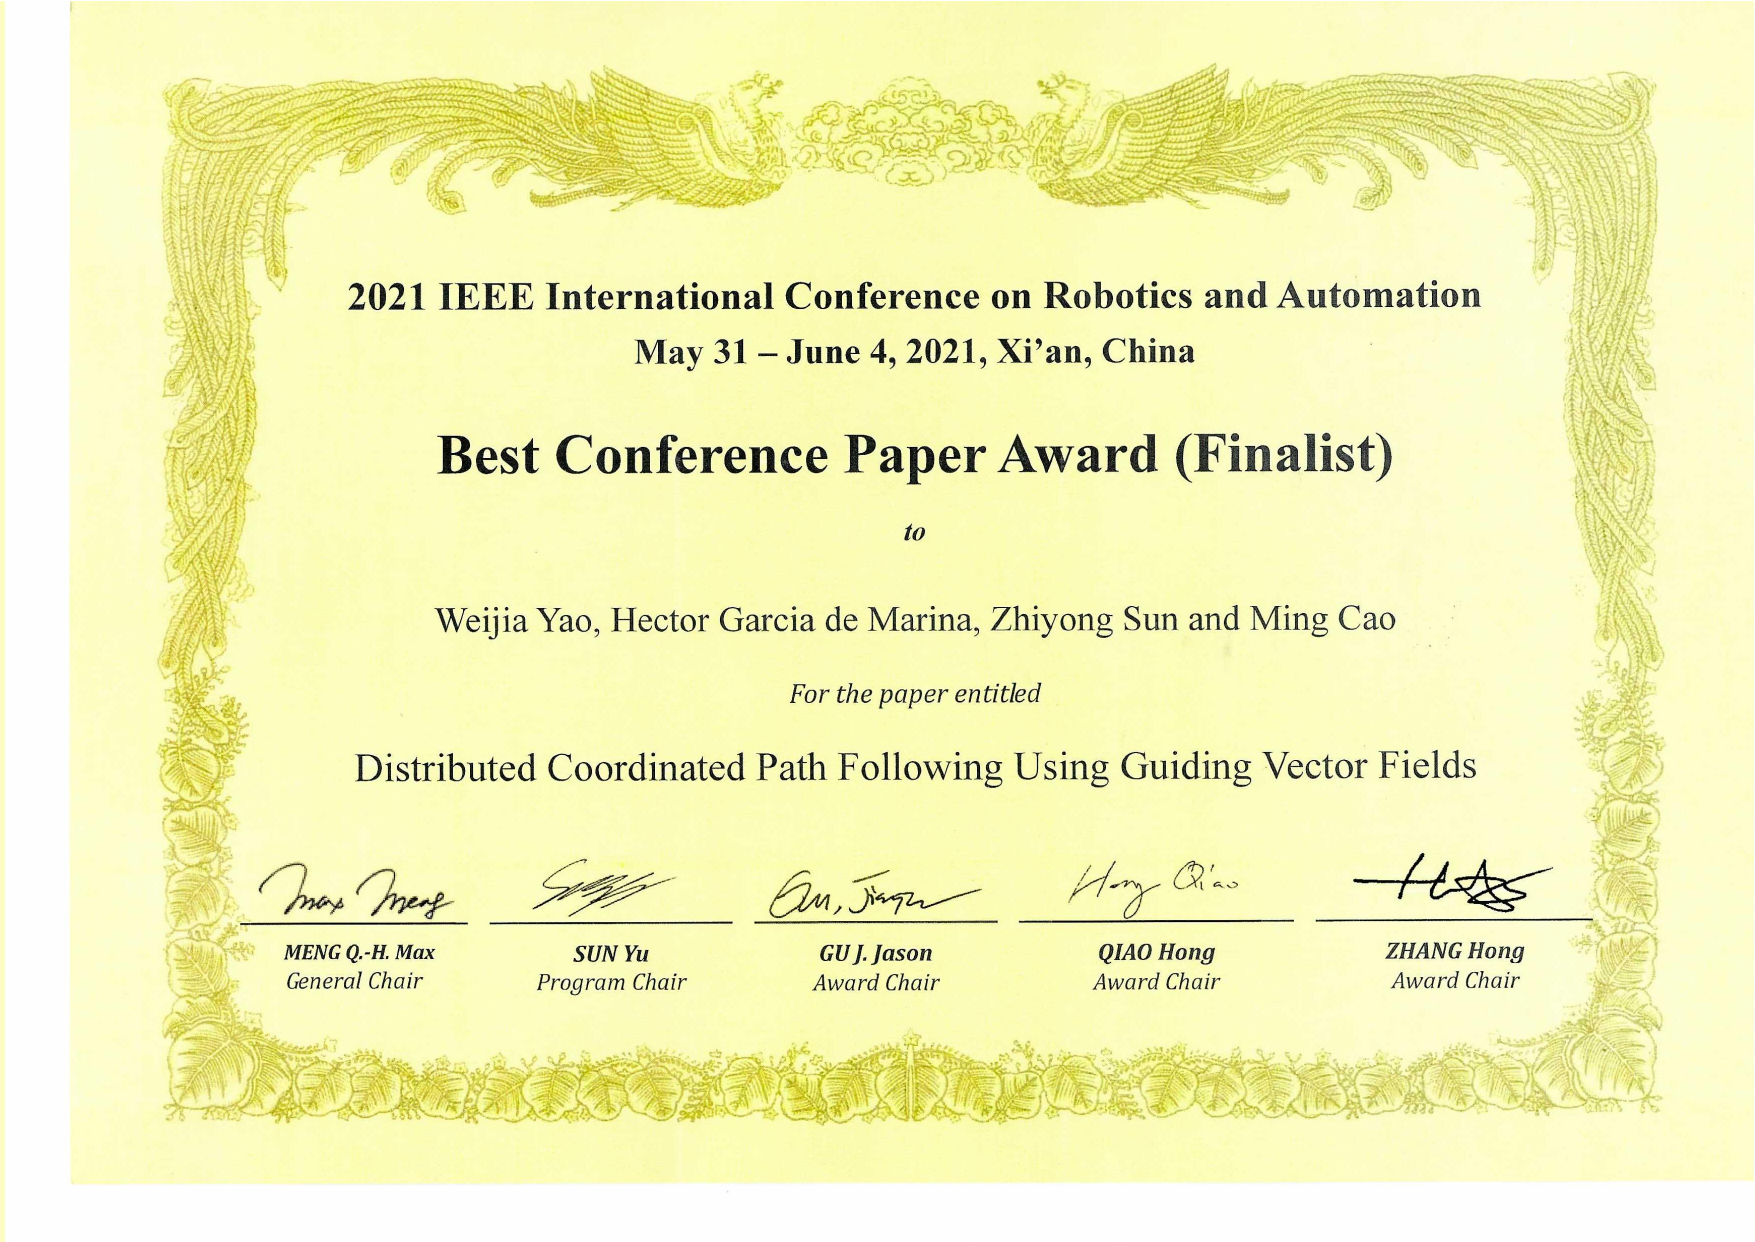 2021 IEEE International Conference on Robotics and Automation
May 31 – June 4, 2021, Xi’an, China
Best Conference Paper Award (Finalist)
to
Weijia Yao, Hector Garcia de Marina, Zhiyong Sun and Ming Cao
For the paper entitled
Distributed Coordinated Path Following Using Guiding Vector Fields
Max Meng
Gu, Jason
Hong Qiao
MENG Q.-H. Max
General Chair
SUN Yu
Program Chair
GU J. Jason
Award Chair
QIAO Hong
Award Chair
ZHANG Hong
Award Chair